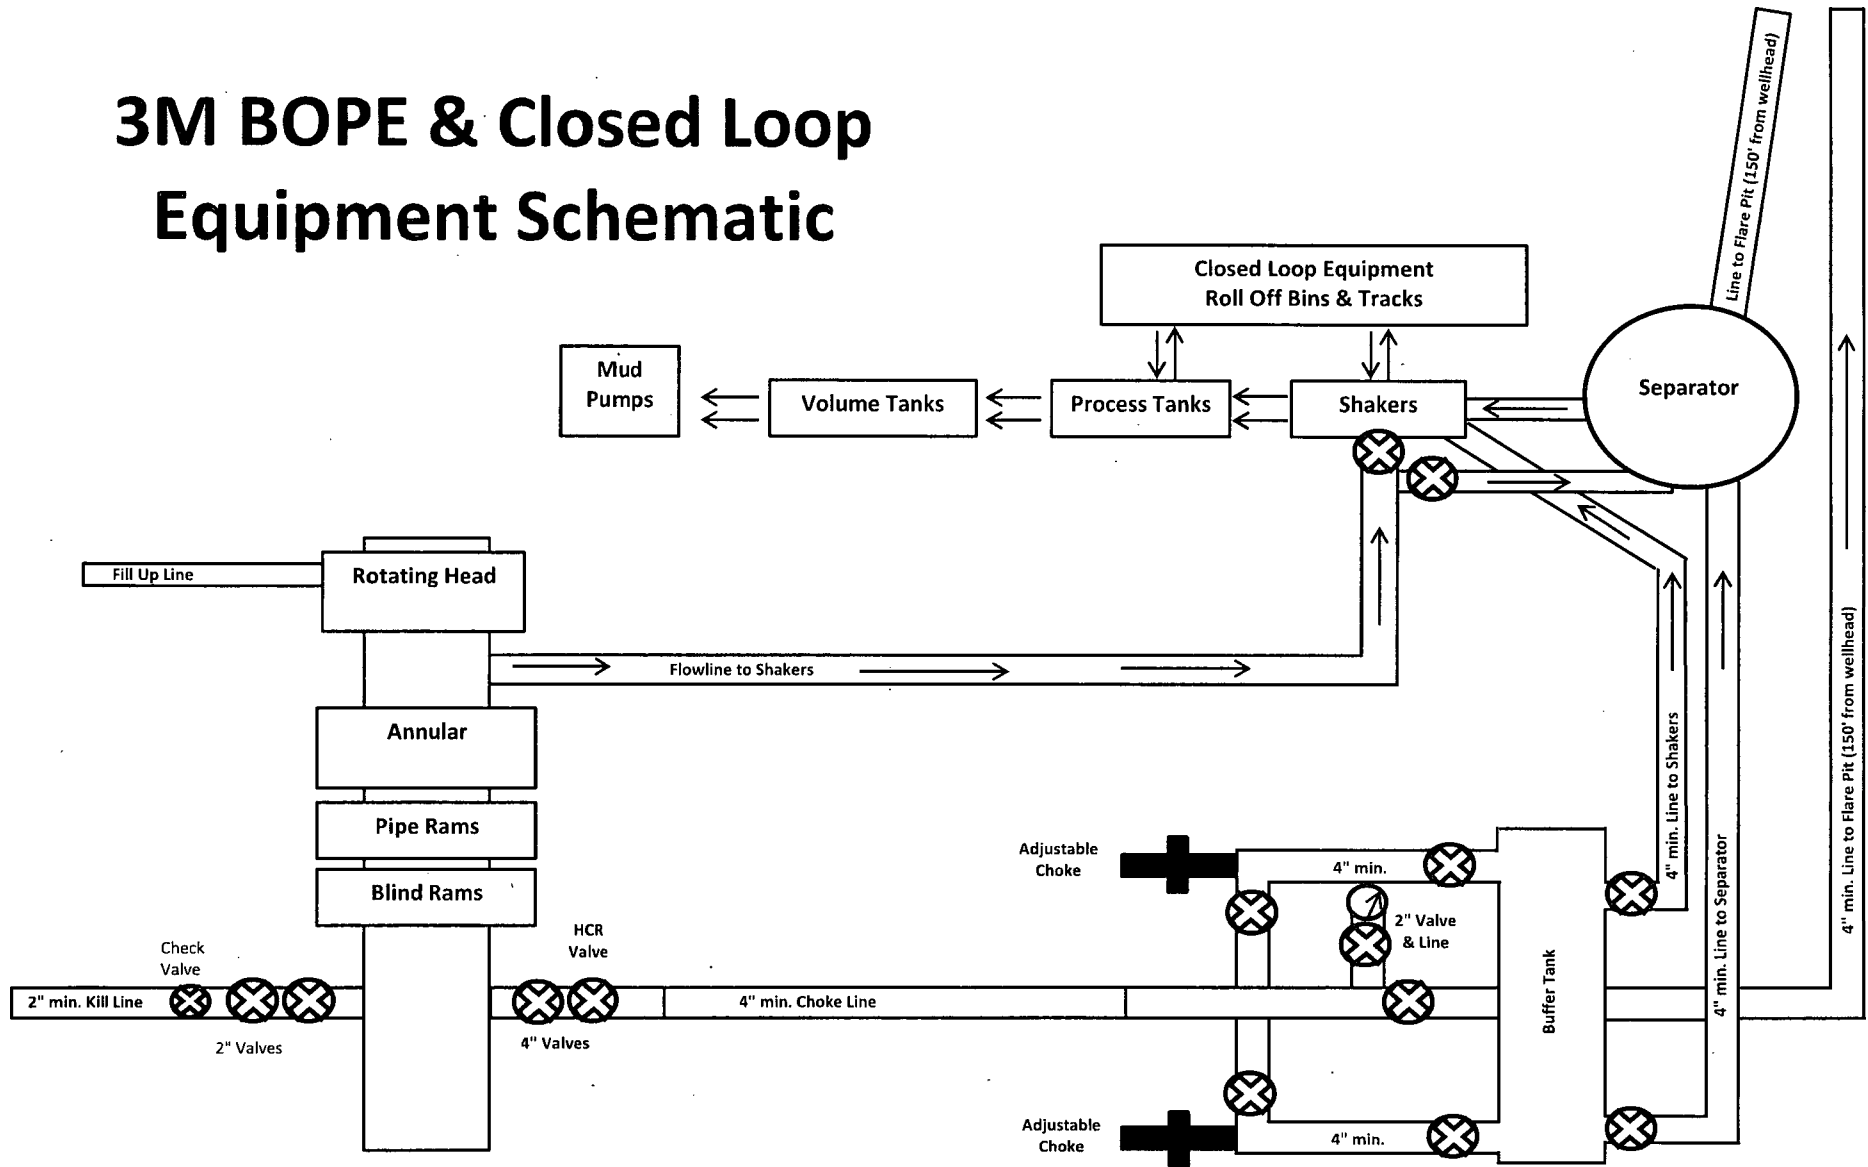 3M BOPE & Closed Loop
Equipment Schematic
Line to Flare Pit (150' from wellhead)
Closed Loop Equipment
Roll Off Bins & Tracks
Mud
Pumps
Volume Tanks
Process Tanks
Shakers
Separator
Fill Up Line
Rotating Head
Flowline to Shakers
Annular
Pipe Rams
Blind Rams
Check
Valve
2" min. Kill Line
2" Valves
HCR
Valve
4" Valves
4" min. Choke Line
Adjustable
Choke
4" min.
2" Valve
& Line
Buffer Tank
Adjustable
Choke
4" min.
4" min. Line to Shakers
4" min. Line to Separator
4" min. Line to Flare Pit (150' from wellhead)